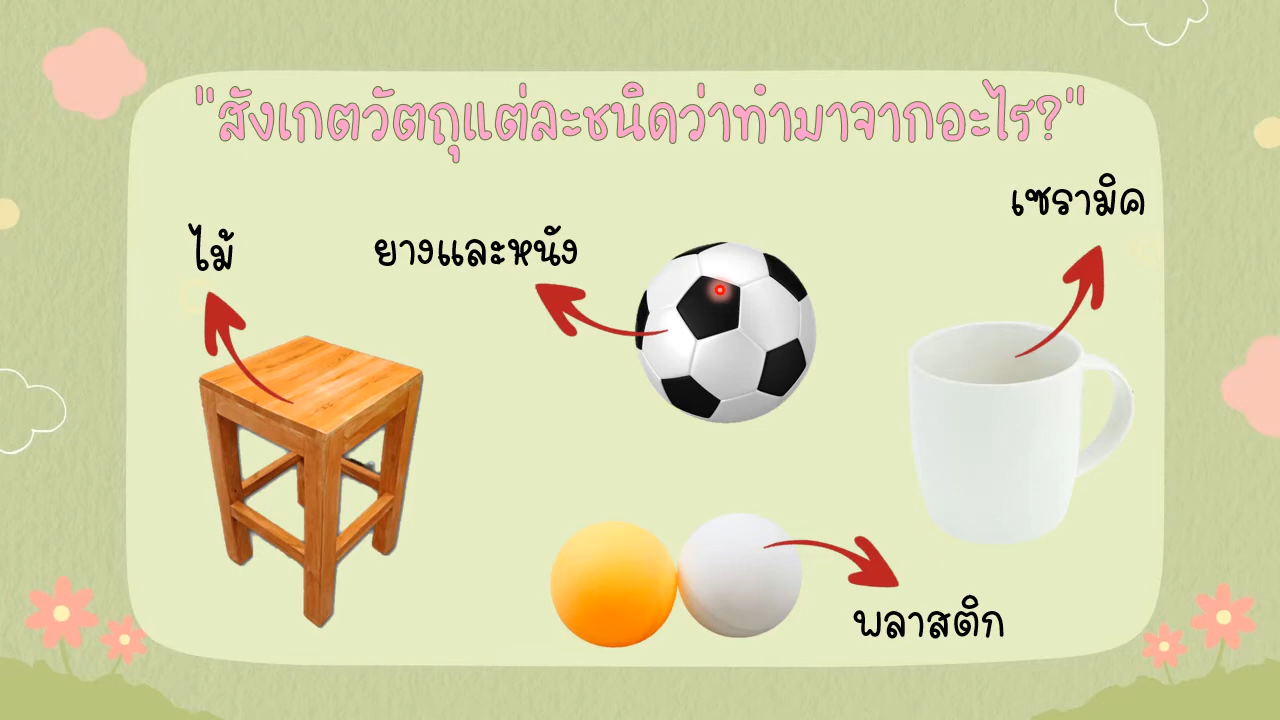 "สังเกตวัตถุแต่ละชนิดว่าทำมาจากอะไร?"
เซรามิค
ไม้
ยางและหนัง
พลาสติก